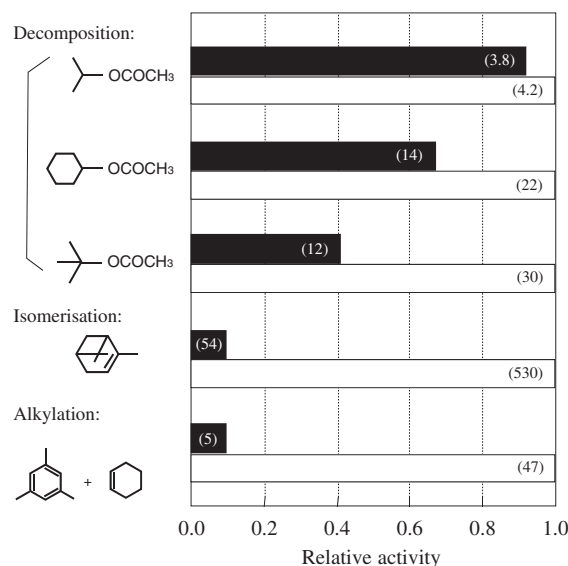 Decomposition:
(3.8)
OCOCH3
(4.2)
(14)
OCOCH3
(22)
(12)
OCOCH3
(30)
Isomerisation:
(54)
(530)
Alkylation:
(5)
+
(47)
0.0 0.2 0.4 0.6 0.8 1.0
Relative activity